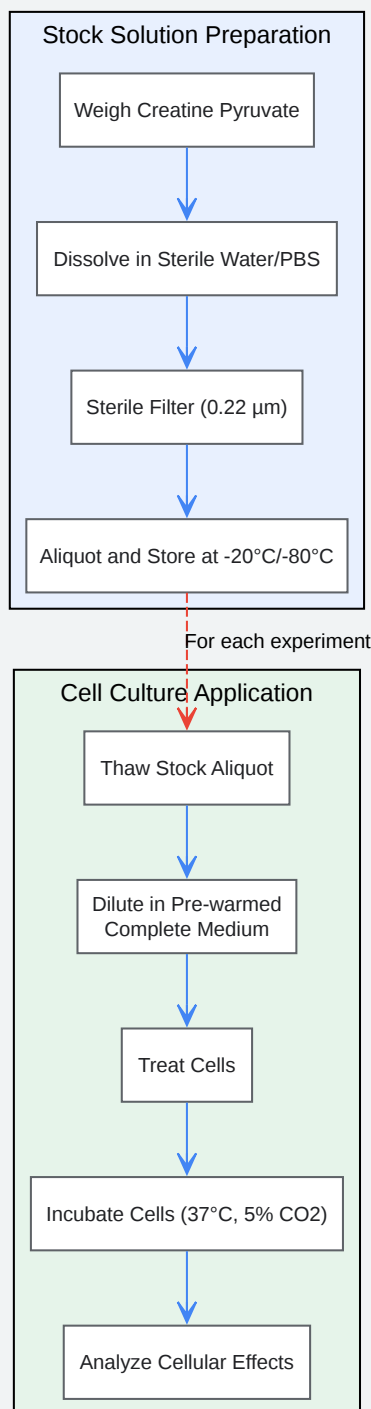 Stock Solution Preparation
Weigh Creatine Pyruvate
Dissolve in Sterile Water/PBS
Sterile Filter (0.22 µm)
Aliquot and Store at -20°C/-80°C
For each experiment
Cell Culture Application
Thaw Stock Aliquot
Dilute in Pre-warmed
Complete Medium
Treat Cells
Incubate Cells (37°C, 5% CO2)
Analyze Cellular Effects